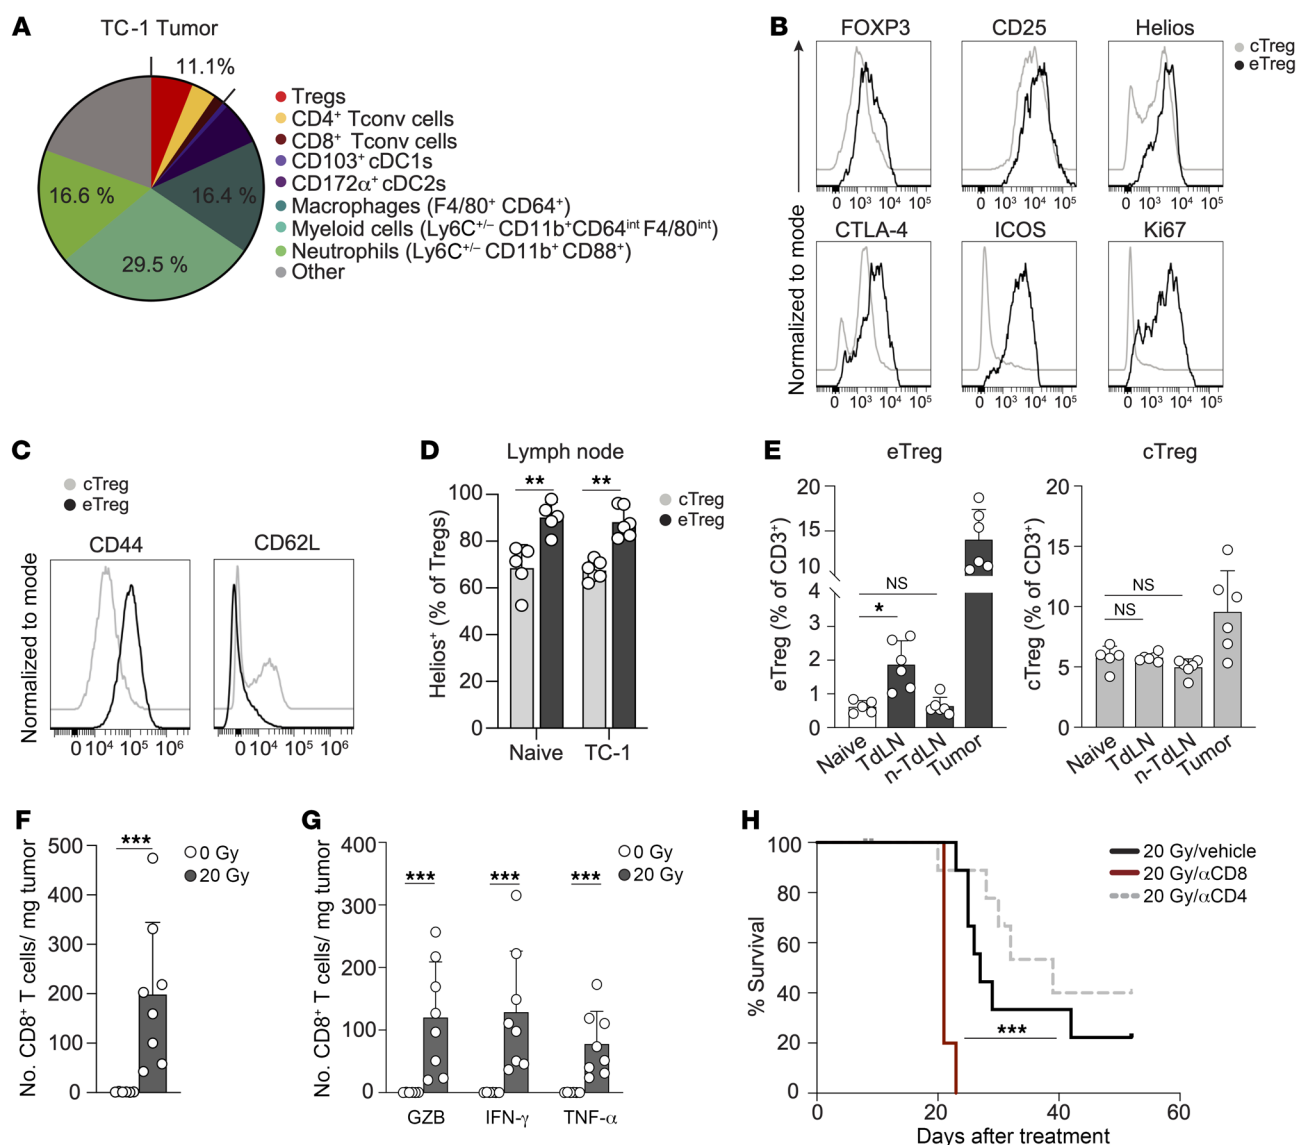 A
TC-1 Tumor
11.1%
16.4 %
29.5 %
16.6 %
Tregs
CD4⁺ Tconv cells
CD8⁺ Tconv cells
CD103⁺ cDC1s
CD172α⁺ cDC2s
Macrophages (F4/80⁺ CD64⁺)
Myeloid cells (Ly6C⁺/⁻ CD11b⁺CD64ⁱⁿᵗ F4/80ⁱⁿᵗ)
Neutrophils (Ly6C⁺/⁻ CD11b⁺ CD88⁺)
Other
B
FOXP3 CD25 Helios
cTreg
eTreg
0 10³ 10⁴ 10⁵ 0 10³ 10⁴ 10⁵ 0 10³ 10⁴ 10⁵
CTLA-4 ICOS Ki67
Normalized to mode
0 10³ 10⁴ 10⁵ 0 10³ 10⁴ 10⁵ 0 10³ 10⁴ 10⁵
C
cTreg
eTreg
CD44 CD62L
Normalized to mode
0 10⁴ 10⁵ 10⁶ 0 10⁴ 10⁵ 10⁶
D
Lymph node
** **
cTreg
eTreg
Helios⁺ (% of Tregs)
100
80
60
40
20
0
Naive TC-1
E
eTreg
eTreg (% of CD3⁺)
20
15
10
4
3
2
1
0
NS
*
Naive TdLN n-TdLN Tumor
cTreg
cTreg (% of CD3⁺)
20
15
10
5
0
NS
NS
Naive TdLN n-TdLN Tumor
F
No. CD8⁺ T cells/ mg tumor
500
400
300
200
100
0
***
0 Gy
20 Gy
G
No. CD8⁺ T cells/ mg tumor
400
300
200
100
0
*** *** ***
0 Gy
20 Gy
GZB IFN-γ TNF-α
H
% Survival
100
80
60
40
20
0
20 Gy/vehicle
20 Gy/αCD8
20 Gy/αCD4
***
0 20 40 60
Days after treatment